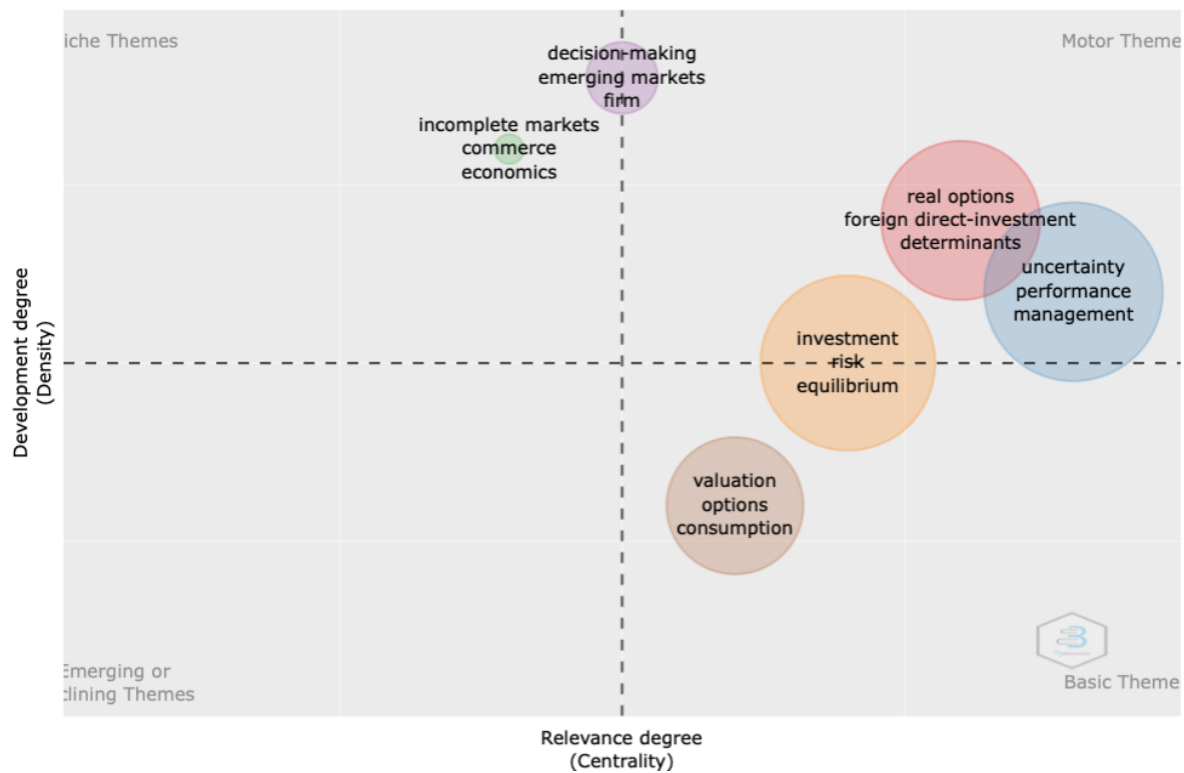 iche Themes
Motor Theme
decision-making
emerging markets
firm
incomplete markets
commerce
economics
real options
foreign direct-investment
determinants
uncertainty
performance
management
investment
risk
equilibrium
valuation
options
consumption
Development degree
(Density)
Emerging or
clining Themes
Basic Theme
Relevance degree
(Centrality)